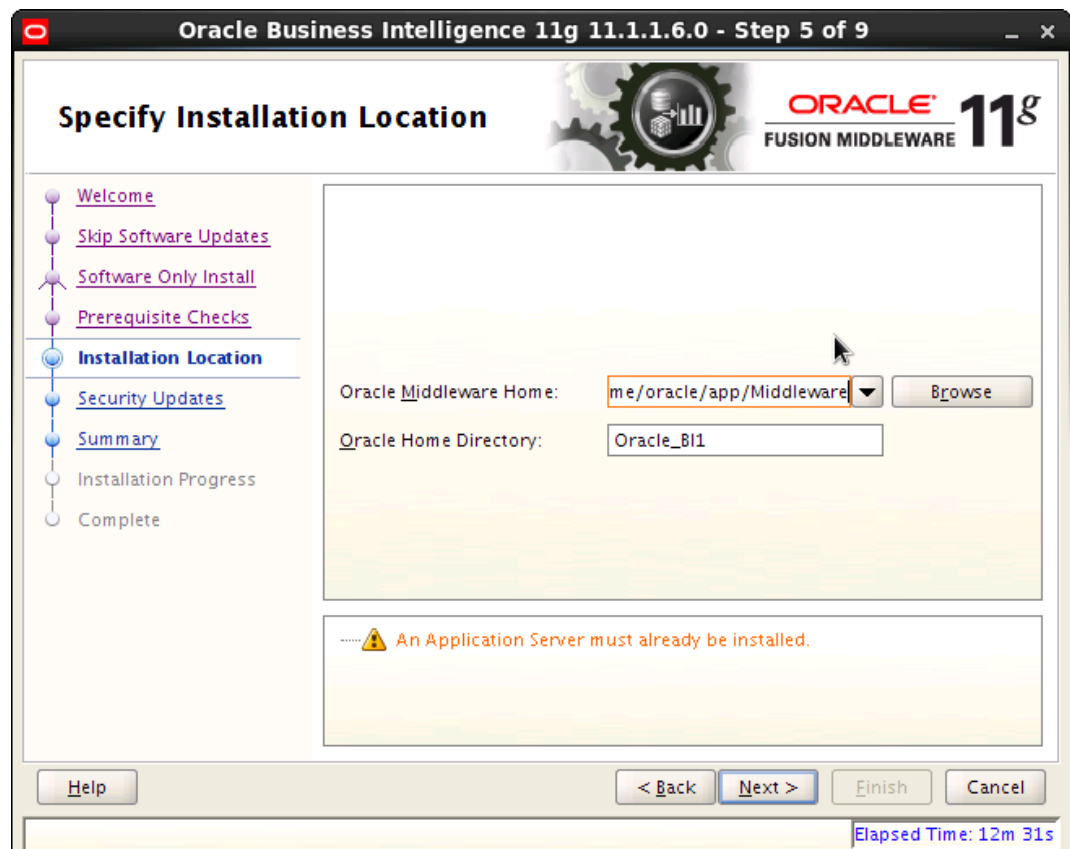 Oracle Business Intelligence 11g 11.1.1.6.0 - Step 5 of 9
Specify Installation Location
ORACLE
FUSION MIDDLEWARE
11g
Welcome
Skip Software Updates
Software Only Install
Prerequisite Checks
Installation Location
Security Updates
Summary
Installation Progress
Complete
Oracle Middleware Home: me/oracle/app/Middleware Browse
Oracle Home Directory: Oracle_BI1
An Application Server must already be installed.
Help < Back Next > Finish Cancel
Elapsed Time: 12m 31s